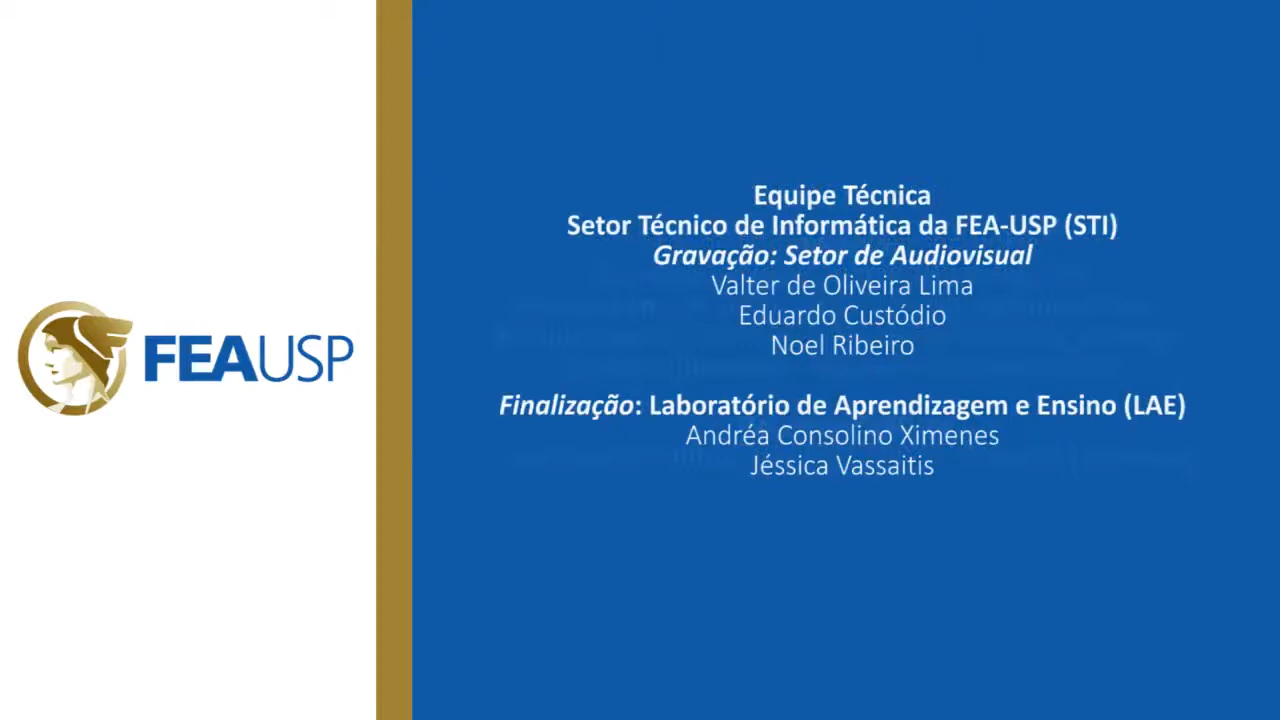 FEAUSP
Equipe Técnica
Setor Técnico de Informática da FEA-USP (STI)
Gravação: Setor de Audiovisual
Valter de Oliveira Lima
Eduardo Custódio
Noel Ribeiro
Finalização: Laboratório de Aprendizagem e Ensino (LAE)
Andréa Consolino Ximenes
Jéssica Vassaitis